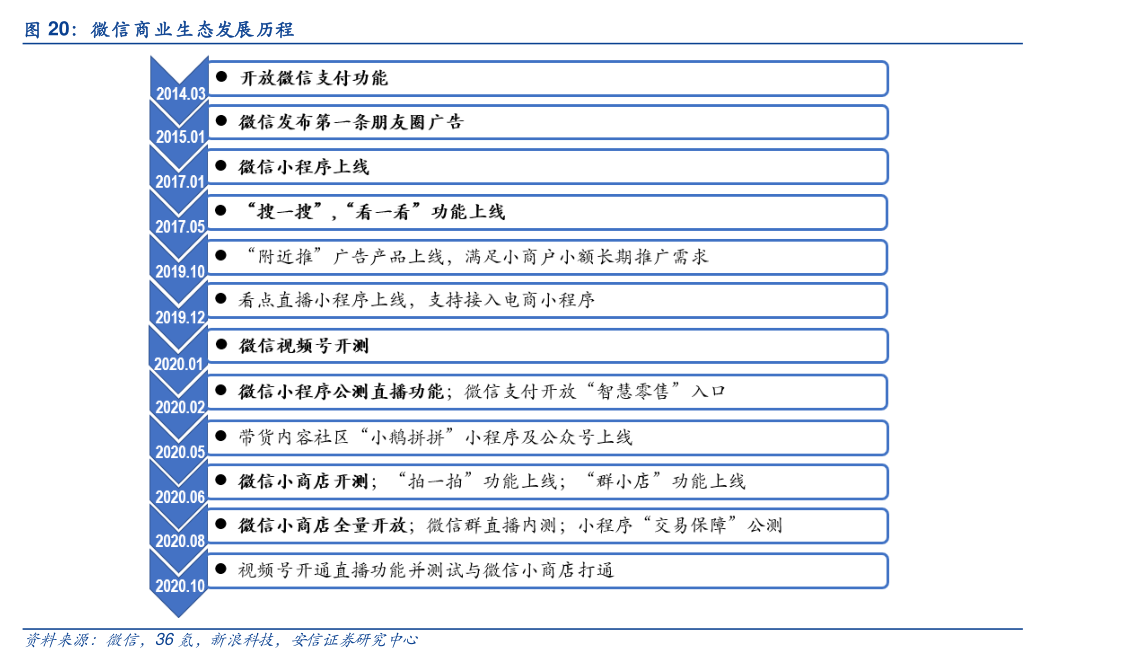 图 20：微信商业生态发展历程
2014.03
● 开放微信支付功能
2015.01
● 微信发布第一条朋友圈广告
2017.01
● 微信小程序上线
2017.05
● “搜一搜”,“看一看”功能上线
2019.10
● “附近推”广告产品上线，满足小商户小额长期推广需求
2019.12
● 看点直播小程序上线，支持接入电商小程序
2020.01
● 微信视频号开测
2020.02
● 微信小程序公测直播功能；微信支付开放“智慧零售”入口
2020.05
● 带货内容社区“小鹅拼拼”小程序及公众号上线
2020.06
● 微信小商店开测；“拍一拍”功能上线；“群小店”功能上线
2020.08
● 微信小商店全量开放；微信群直播内测；小程序“交易保障”公测
2020.10
● 视频号开通直播功能并测试与微信小商店打通
资料来源：微信，36 氪，新浪科技，安信证券研究中心